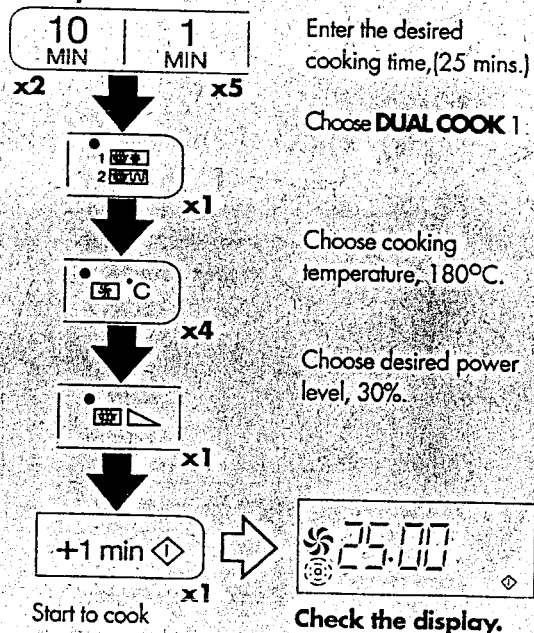 10 MIN
1 MIN
x2
x5
Enter the desired
cooking time,(25 mins.)
1
2
x1
Choose DUAL COOK 1
°C
x4
Choose cooking
temperature, 180°C.
x1
Choose desired power
level, 30%.
+1 min
x1
Start to cook
25.00
Check the display.